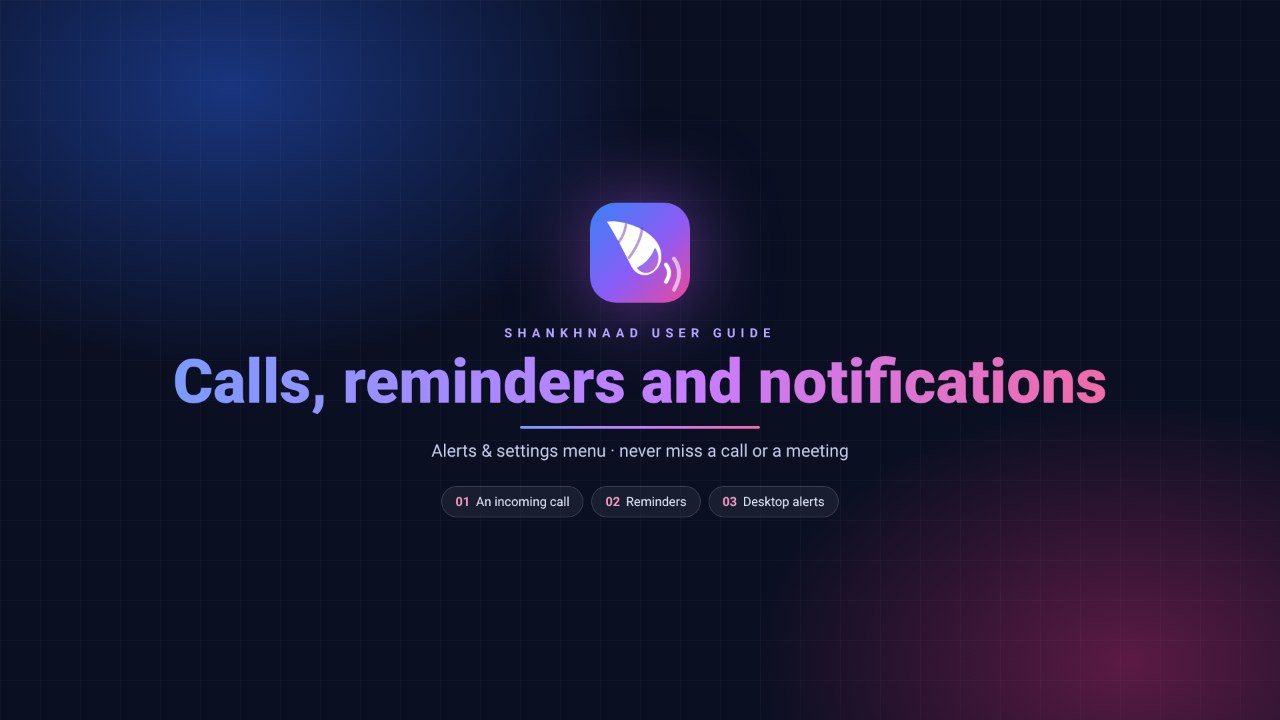 SHANKHNAAD USER GUIDE
Calls, reminders and notifications
Alerts & settings menu · never miss a call or a meeting
01 An incoming call 02 Reminders 03 Desktop alerts